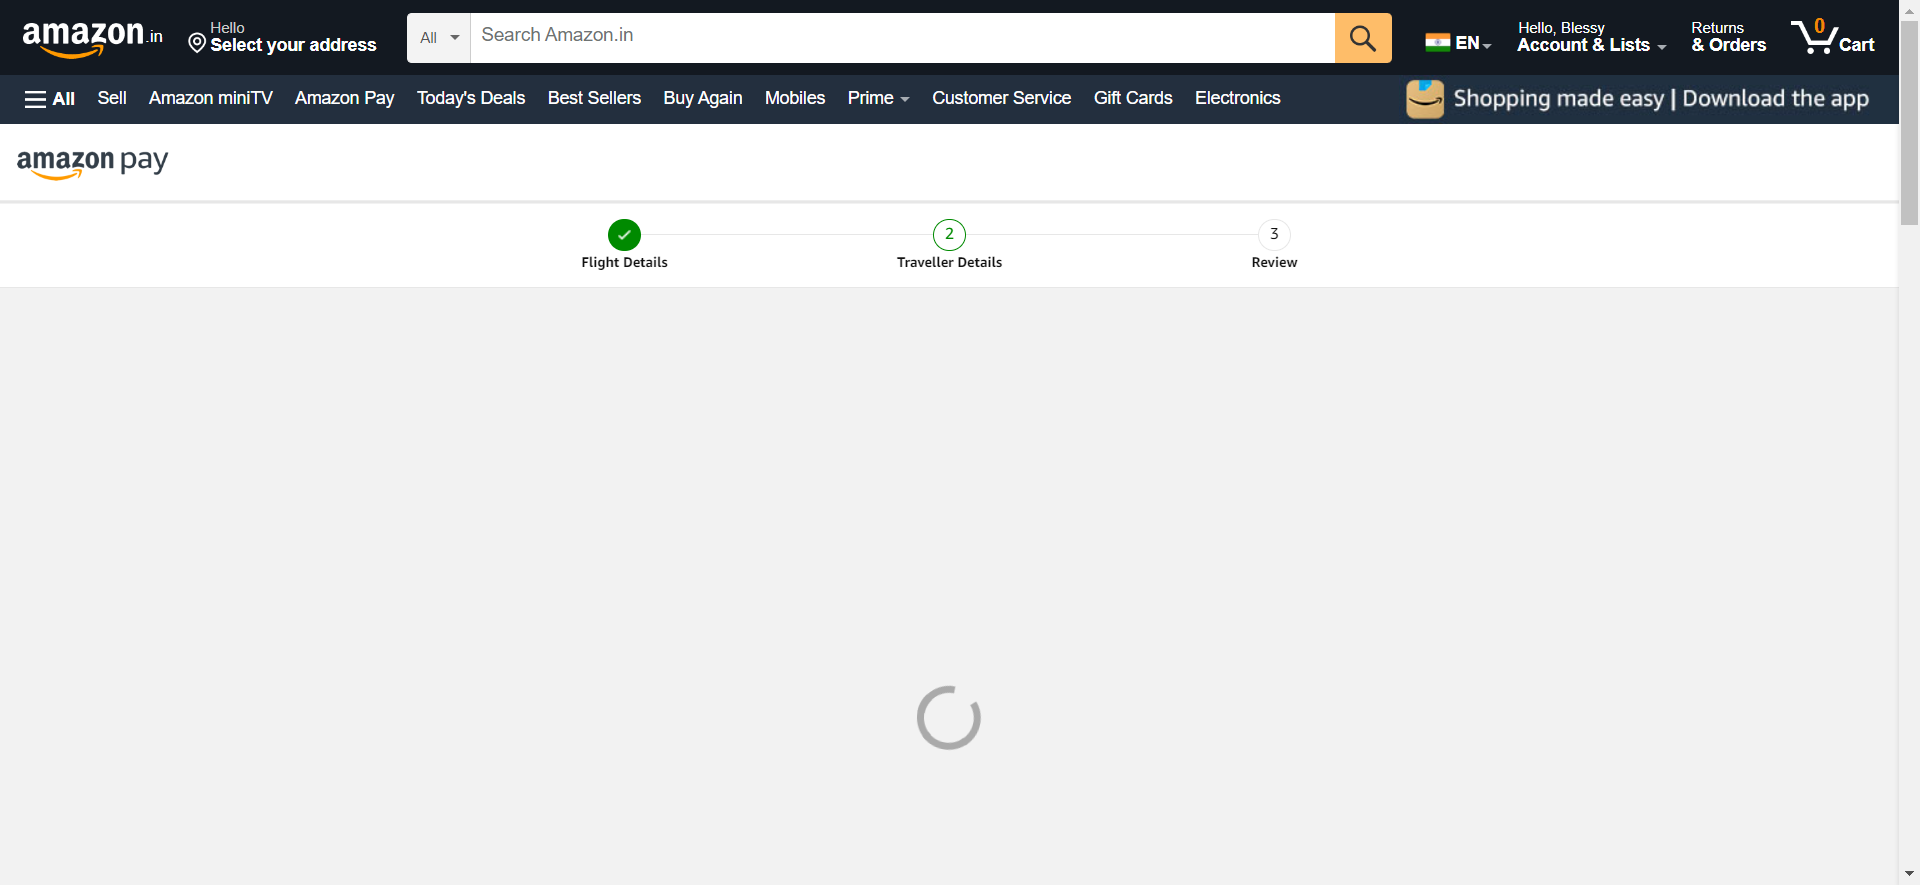 amazon.in
Hello
Select your address
All
Search Amazon.in
EN
Hello, Blessy
Account & Lists
Returns
& Orders
0
Cart
All
Sell
Amazon miniTV
Amazon Pay
Today's Deals
Best Sellers
Buy Again
Mobiles
Prime
Customer Service
Gift Cards
Electronics
Shopping made easy | Download the app
amazon pay
2
3
Flight Details
Traveller Details
Review